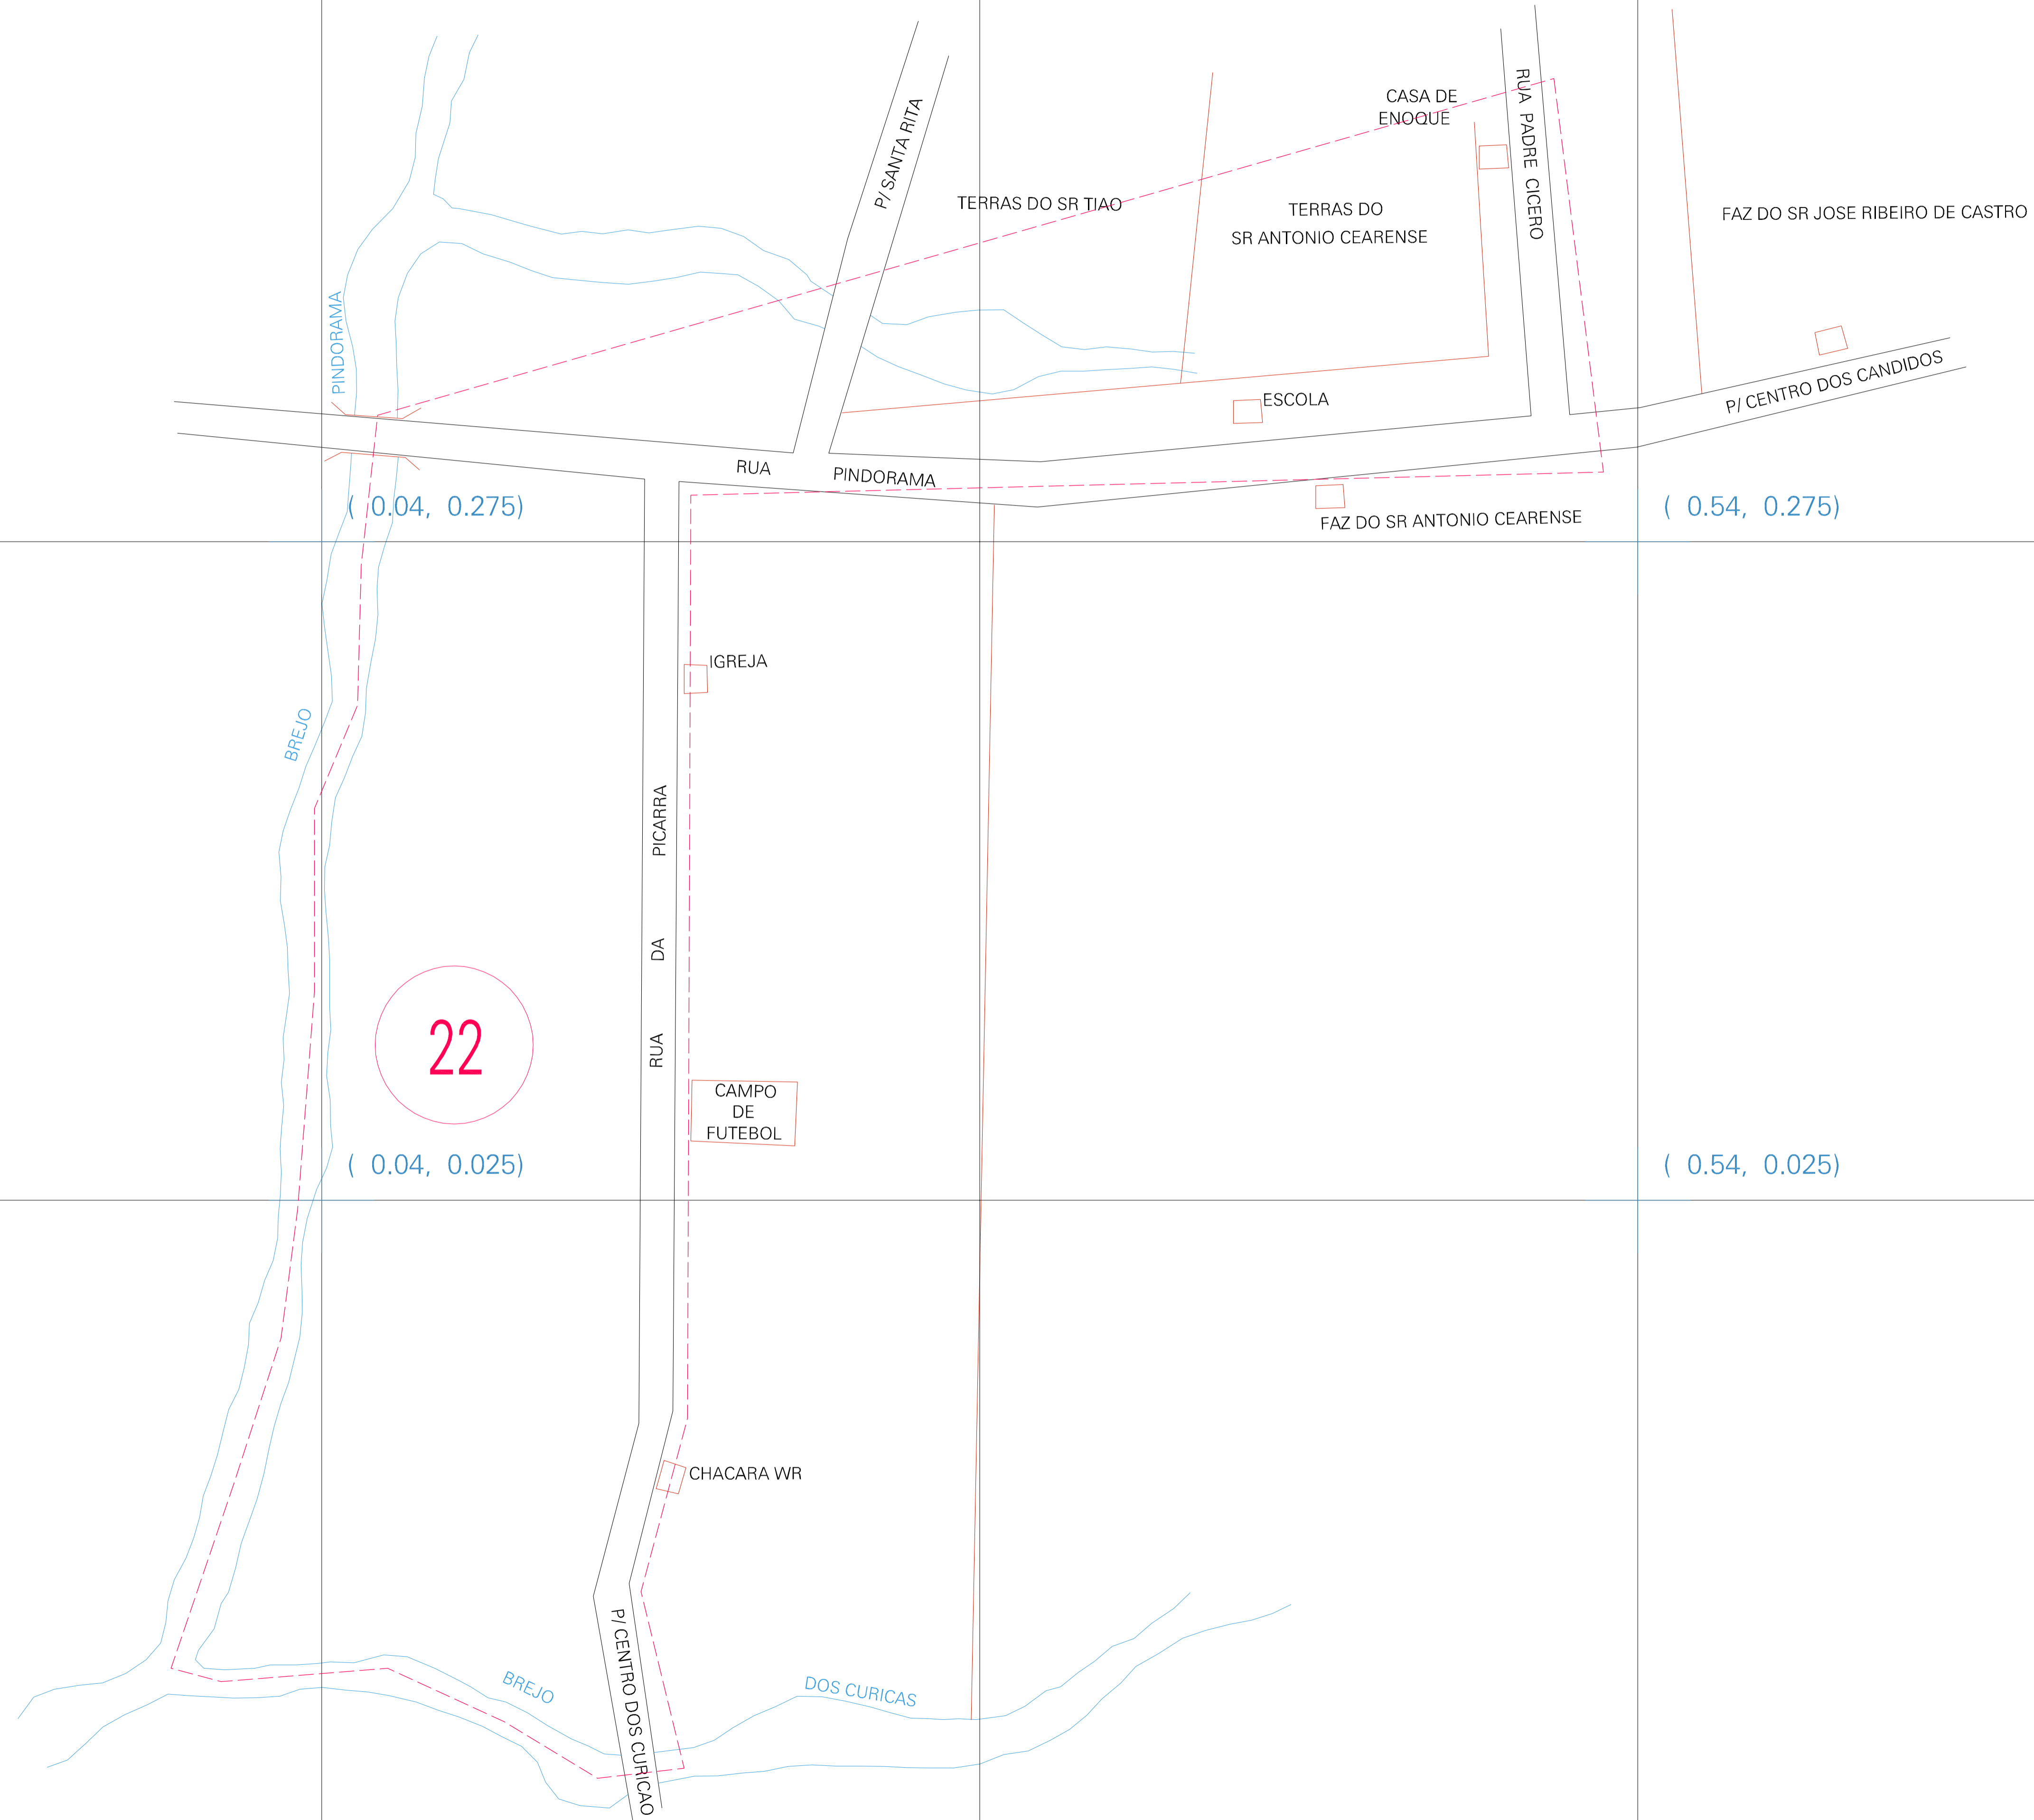 CASA DE
ENOQUE
RUA PADRE CICERO
P/ SANTA RITA
TERRAS DO SR TIAO
TERRAS DO
SR ANTONIO CEARENSE
FAZ DO SR JOSE RIBEIRO DE CASTRO
PINDORAMA
P/ CENTRO DOS CANDIDOS
ESCOLA
RUA PINDORAMA
( 0.04, 0.275)
( 0.54, 0.275)
FAZ DO SR ANTONIO CEARENSE
IGREJA
BREJO
RUA DA PICARRA
22
CAMPO
DE
FUTEBOL
( 0.04, 0.025)
( 0.54, 0.025)
CHACARA WR
P/ CENTRO DOS CURICAO
BREJO
DOS CURICAS